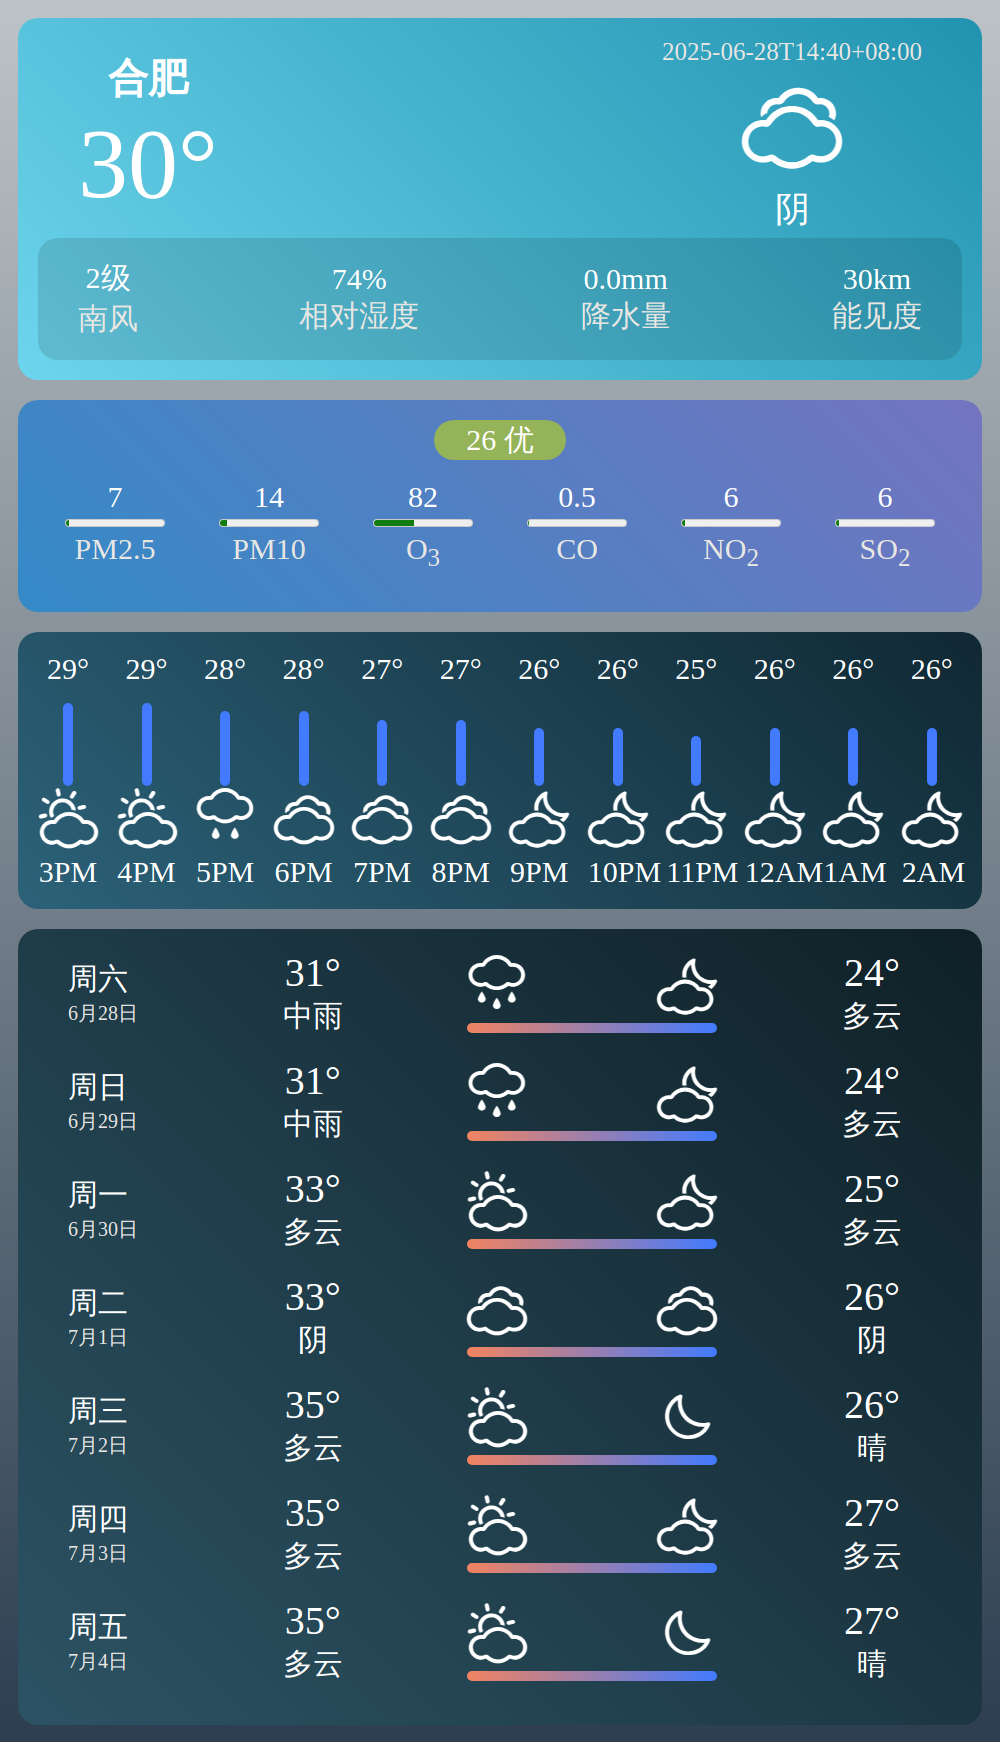 合肥
30°
2025-06-28T14:40+08:00
阴
2级 74% 0.0mm 30km
南风 相对湿度 降水量 能见度
26 优
7 14 82 0.5 6 6
PM2.5 PM10 O3 CO NO2 SO2
29° 29° 28° 28° 27° 27° 26° 26° 25° 26° 26° 26°
3PM 4PM 5PM 6PM 7PM 8PM 9PM 10PM 11PM 12AM 1AM 2AM
周六 31° 24°
6月28日 中雨 多云
周日 31° 24°
6月29日 中雨 多云
周一 33° 25°
6月30日 多云 多云
周二 33° 26°
7月1日 阴 阴
周三 35° 26°
7月2日 多云 晴
周四 35° 27°
7月3日 多云 多云
周五 35° 27°
7月4日 多云 晴